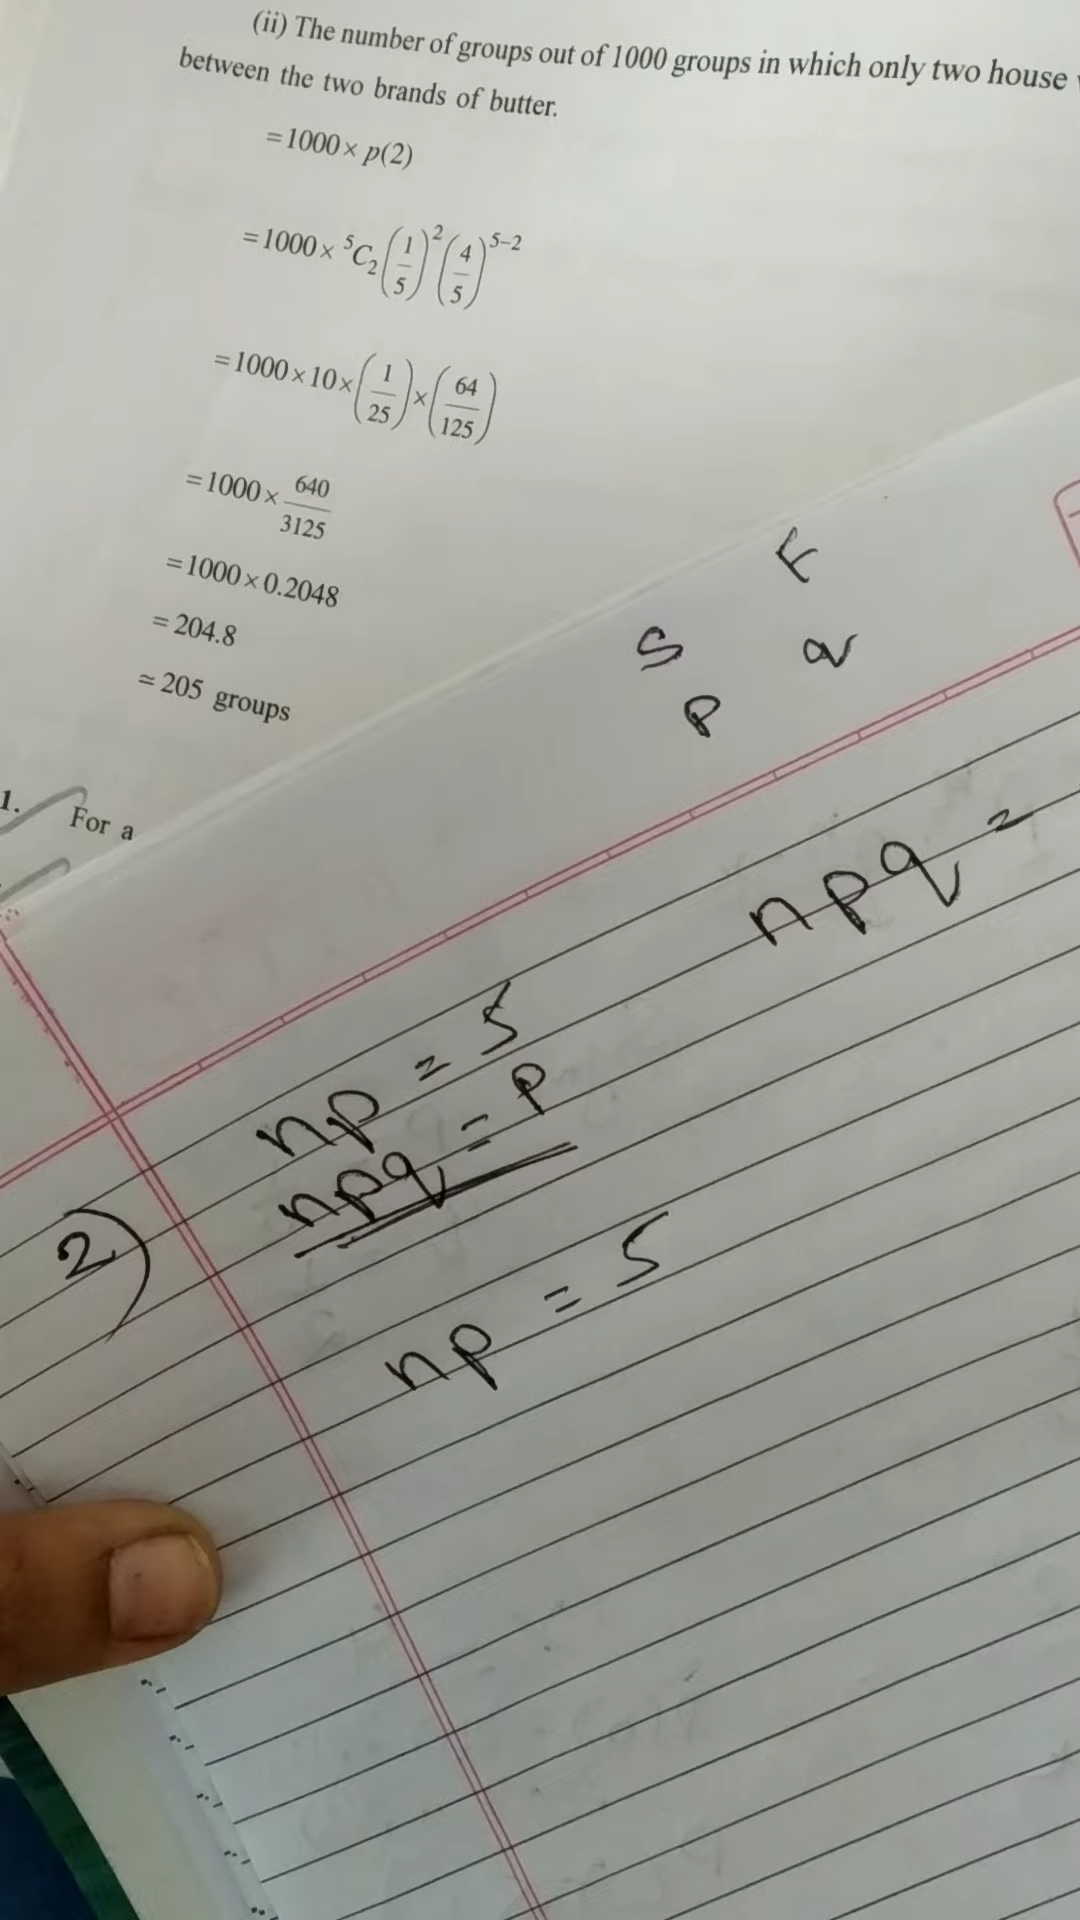 (ii) The number of groups out of 1000 groups in which only two house
between the two brands of butter.
=1000× p(2)
=1000× ⁵C₂(1/5)²(4/5)⁵⁻²
=1000×10×(1/25)×(64/125)
=1000× 640/3125
=1000×0.2048
= 204.8
≃ 205 groups
1. For a
S F
P q
npq =
2) np = 5
npq = p
np = 5